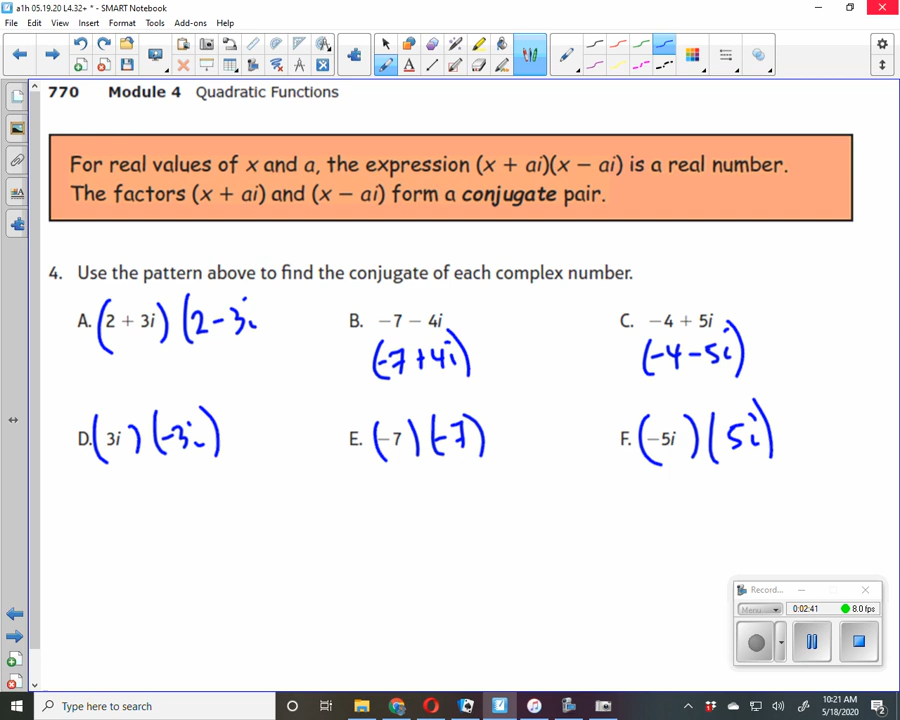 a1h 05.19.20 L4.32+ * - SMART Notebook
File Edit View Insert Format Tools Add-ons Help
770 Module 4 Quadratic Functions
For real values of x and a, the expression (x + ai)(x − ai) is a real number.
The factors (x + ai) and (x − ai) form a conjugate pair.
4. Use the pattern above to find the conjugate of each complex number.
A. (2 + 3i) (2 - 3i
B. −7 − 4i
(-7 + 4i)
C. −4 + 5i
(-4 - 5i)
D. (3i) (-3i)
E. (−7) (-7)
F. (−5i) (5i)
Record...
Menu 0:02:41 8.0 fps
Type here to search
10:21 AM
5/18/2020
2